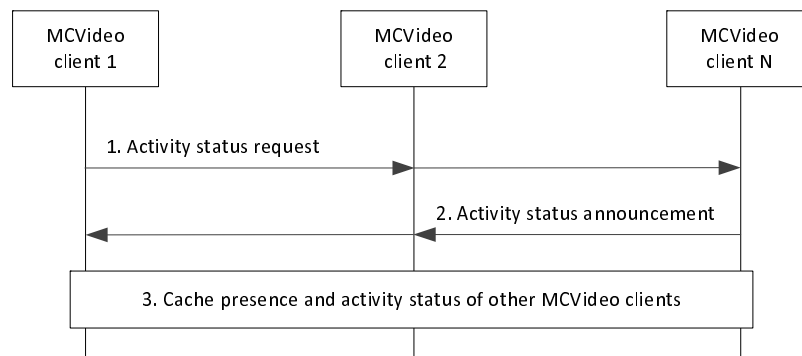 MCVideo
client 1
MCVideo
client 2
MCVideo
client N
1. Activity status request
2. Activity status announcement
3. Cache presence and activity status of other MCVideo clients